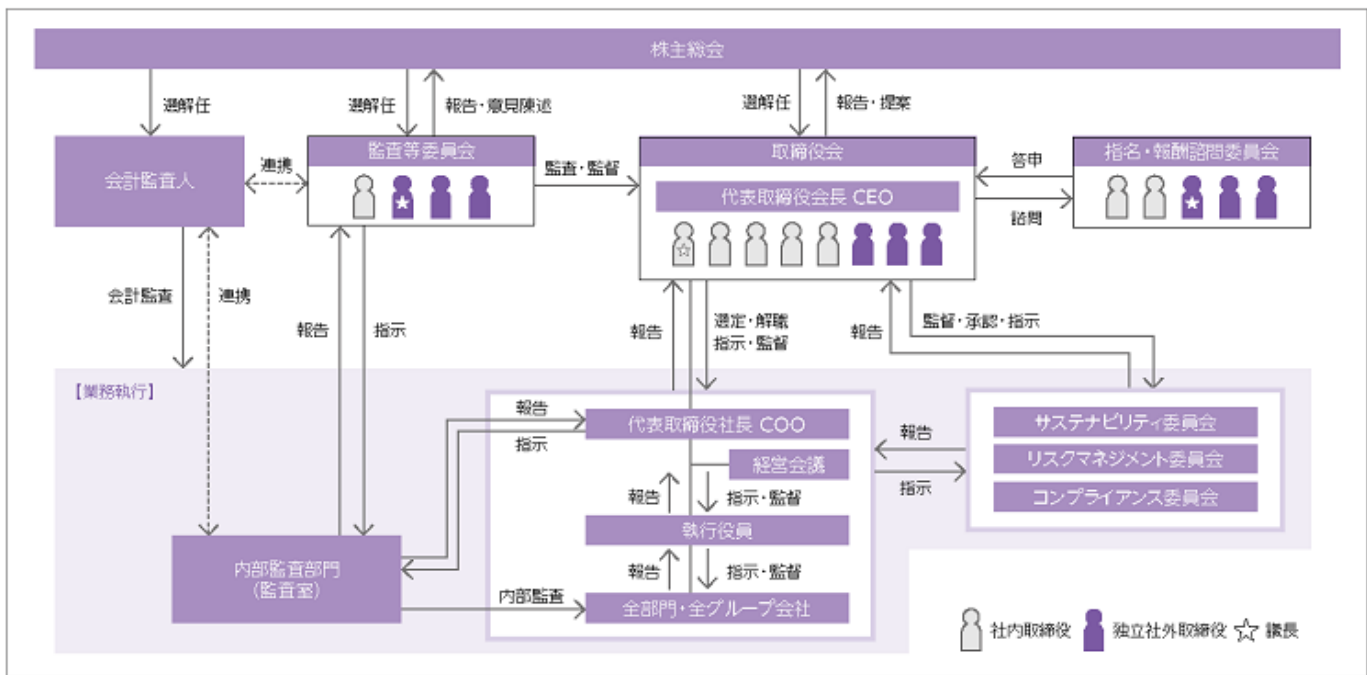 株主総会
選解任
選解任
報告・意見陳述
選解任
報告・提案
会計監査人
連携
監査等委員会
監査・監督
取締役会
代表取締役会長 CEO
答申
諮問
指名・報酬諮問委員会
会計監査
連携
報告
指示
報告
選定・解職
指示・監督
報告
監督・承認・指示
【業務執行】
報告
指示
代表取締役社長 COO
経営会議
報告
指示・監督
執行役員
報告
指示・監督
全部門・全グループ会社
報告
指示
サステナビリティ委員会
リスクマネジメント委員会
コンプライアンス委員会
内部監査部門
(監査室)
内部監査
社内取締役
独立社外取締役
議長